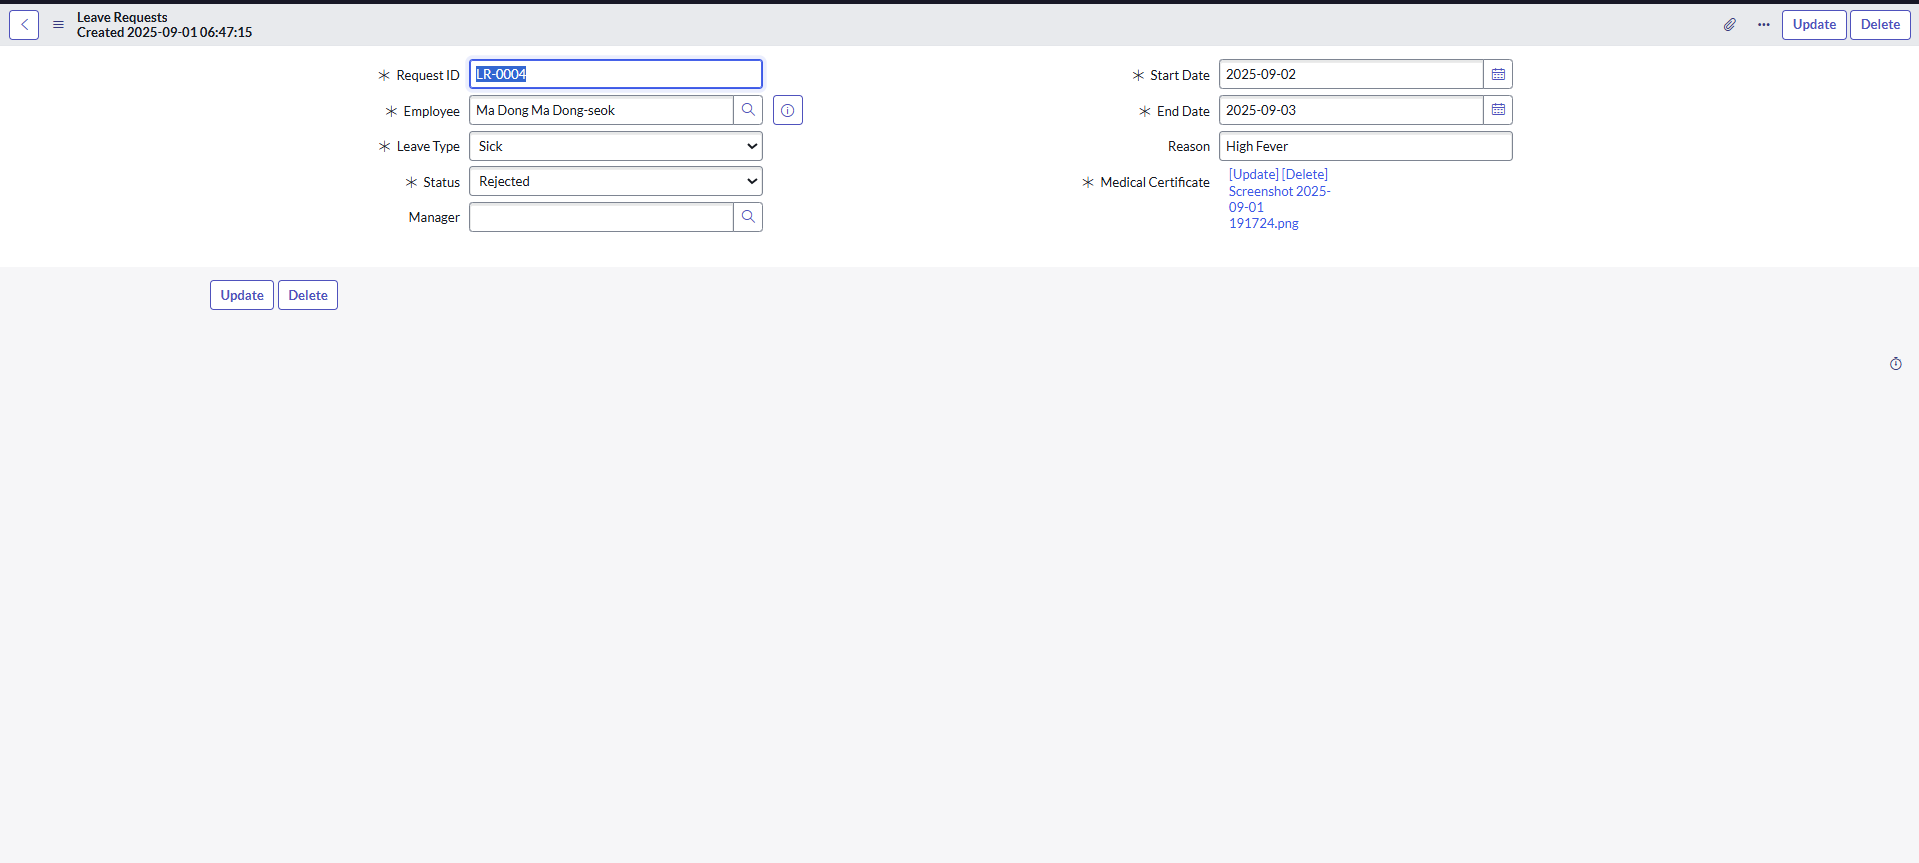 Leave Requests
Created 2025-09-01 06:47:15
Update
Delete
Request ID
LR-0004
Employee
Ma Dong Ma Dong-seok
Leave Type
Sick
Status
Rejected
Manager
Start Date
2025-09-02
End Date
2025-09-03
Reason
High Fever
Medical Certificate
[Update] [Delete]
Screenshot 2025-
09-01
191724.png
Update
Delete